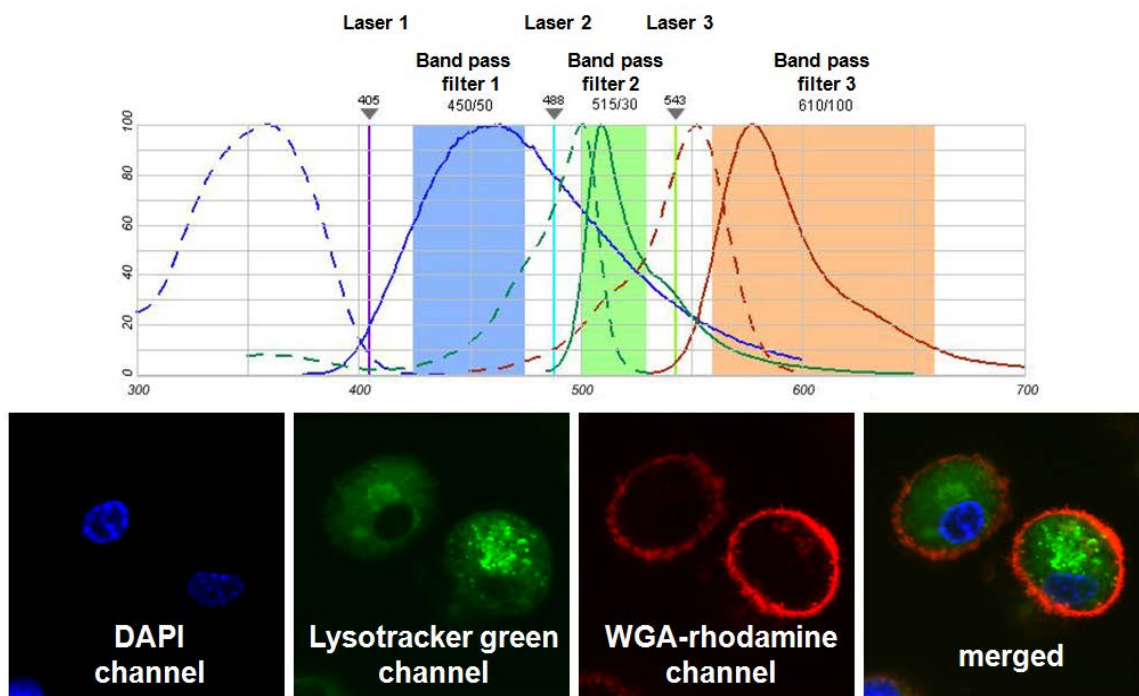 Laser 1
Laser 2
Laser 3
Band pass
filter 1
Band pass
filter 2
Band pass
filter 3
405
450/50
488
515/30
543
610/100
100
80
60
40
20
0
300
400
500
600
700
DAPI
channel
Lysotracker green
channel
WGA-rhodamine
channel
merged